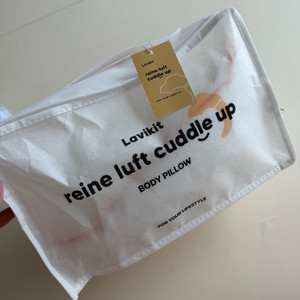 Lavikit
reine luft
cuddle up
Lavikit
reine luft cuddle up
BODY PILLOW
FOR YOUR LIFESTYLE